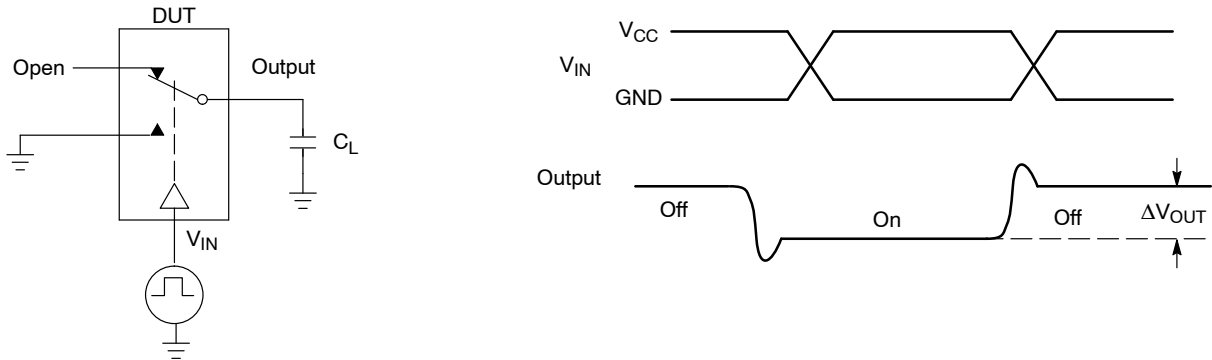 DUT
Open
Output
C_L
V_IN
V_CC
V_IN
GND
Output
Off
On
Off
ΔV_OUT